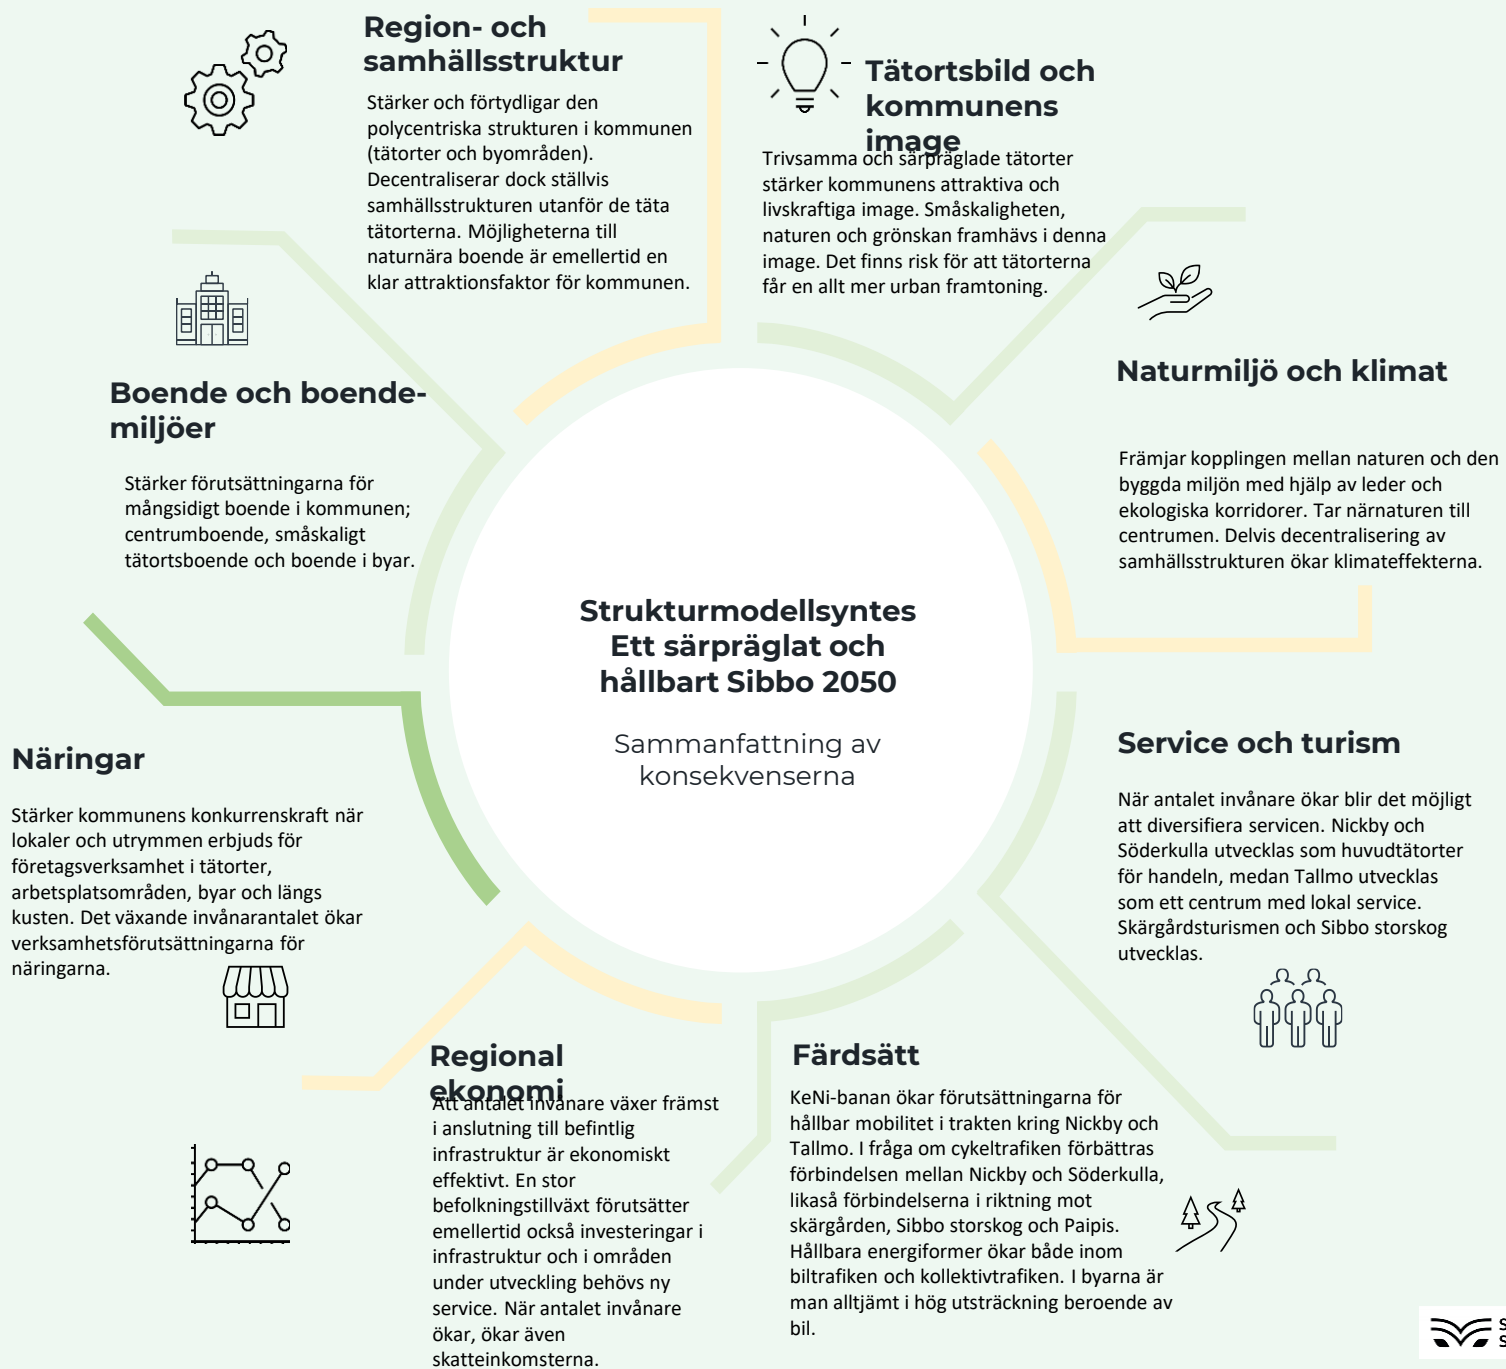 Region- och
samhällsstruktur
Stärker och förtydligar den
polycentriska strukturen i kommunen
(tätorter och byområden).
Decentraliserar dock ställvis
samhällsstrukturen utanför de täta
tätorterna. Möjligheterna till
naturnära boende är emellertid en
klar attraktionsfaktor för kommunen.
Tätortsbild och
kommunens
image
Trivsamma och särpräglade tätorter
stärker kommunens attraktiva och
livskraftiga image. Småskaligheten,
naturen och grönskan framhävs i denna
image. Det finns risk för att tätorterna
får en allt mer urban framtoning.
Boende och boende-
miljöer
Stärker förutsättningarna för
mångsidigt boende i kommunen;
centrumboende, småskaligt
tätortsboende och boende i byar.
Naturmiljö och klimat
Främjar kopplingen mellan naturen och den
byggda miljön med hjälp av leder och
ekologiska korridorer. Tar närnaturen till
centrumen. Delvis decentralisering av
samhällsstrukturen ökar klimateffekterna.
Strukturmodellsyntes
Ett särpräglat och
hållbart Sibbo 2050
Sammanfattning av
konsekvenserna
Näringar
Stärker kommunens konkurrenskraft när
lokaler och utrymmen erbjuds för
företagsverksamhet i tätorter,
arbetsplatsområden, byar och längs
kusten. Det växande invånarantalet ökar
verksamhetsförutsättningarna för
näringarna.
Service och turism
När antalet invånare ökar blir det möjligt
att diversifiera servicen. Nickby och
Söderkulla utvecklas som huvudtätorter
för handeln, medan Tallmo utvecklas
som ett centrum med lokal service.
Skärgårdsturismen och Sibbo storskog
utvecklas.
Regional
ekonomi
Att antalet invånare växer främst
i anslutning till befintlig
infrastruktur är ekonomiskt
effektivt. En stor
befolkningstillväxt förutsätter
emellertid också investeringar i
infrastruktur och i områden
under utveckling behövs ny
service. När antalet invånare
ökar, ökar även
skatteinkomsterna.
Färdsätt
KeNi-banan ökar förutsättningarna för
hållbar mobilitet i trakten kring Nickby och
Tallmo. I fråga om cykeltrafiken förbättras
förbindelsen mellan Nickby och Söderkulla,
likaså förbindelserna i riktning mot
skärgården, Sibbo storskog och Paipis.
Hållbara energiformer ökar både inom
biltrafiken och kollektivtrafiken. I byarna är
man alltjämt i hög utsträckning beroende av
bil.